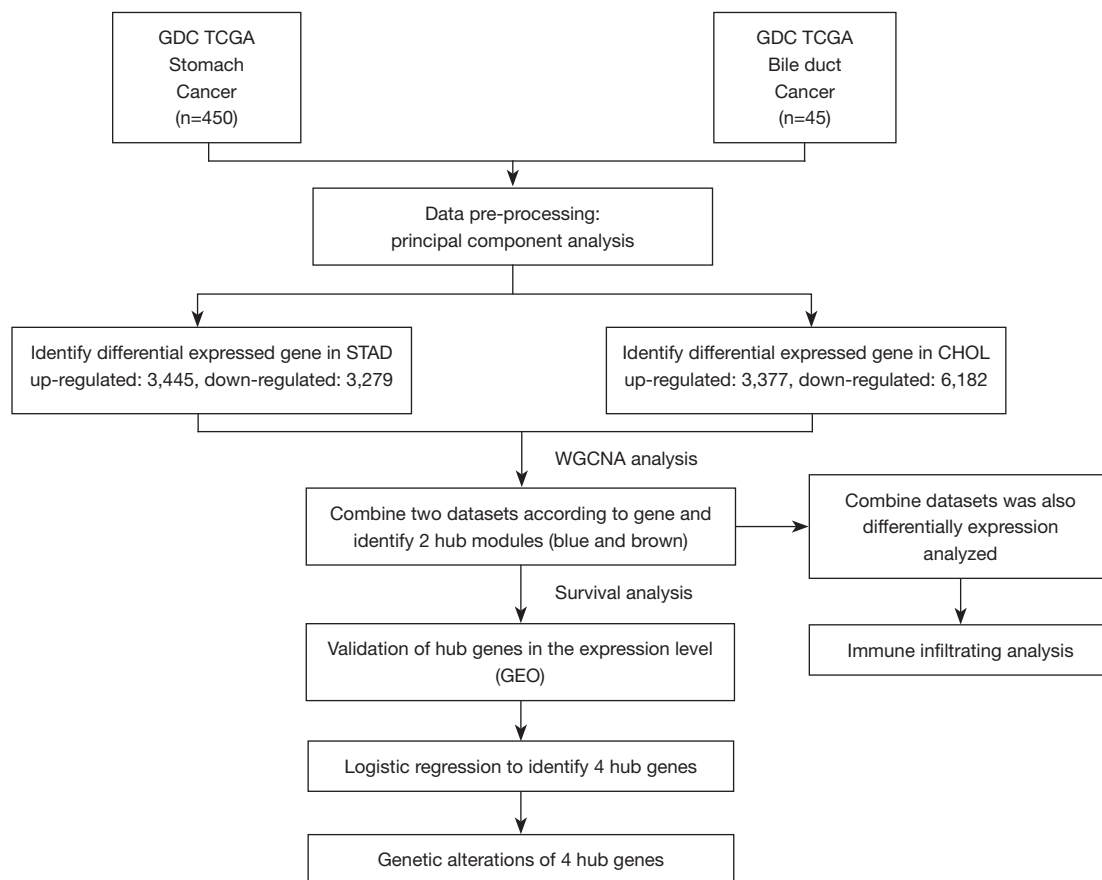 GDC TCGA
Stomach
Cancer
(n=450)
GDC TCGA
Bile duct
Cancer
(n=45)
Data pre-processing:
principal component analysis
Identify differential expressed gene in STAD
up-regulated: 3,445, down-regulated: 3,279
Identify differential expressed gene in CHOL
up-regulated: 3,377, down-regulated: 6,182
WGCNA analysis
Combine two datasets according to gene and
identify 2 hub modules (blue and brown)
Combine datasets was also
differentially expression
analyzed
Survival analysis
Validation of hub genes in the expression level
(GEO)
Immune infiltrating analysis
Logistic regression to identify 4 hub genes
Genetic alterations of 4 hub genes